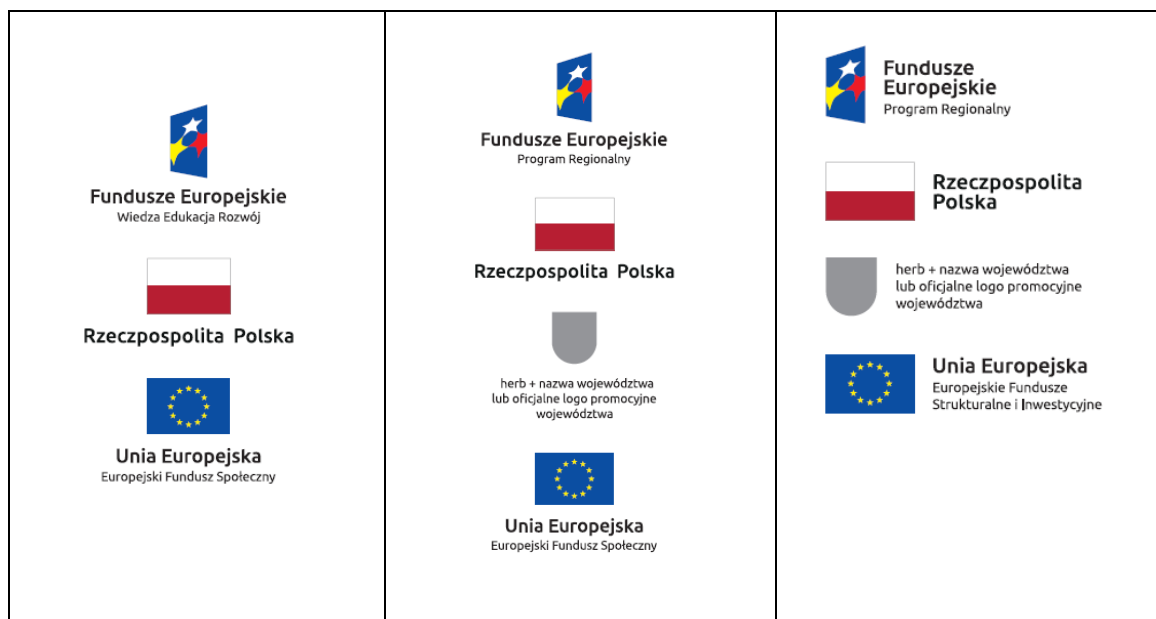 Fundusze Europejskie
Wiedza Edukacja Rozwój
Rzeczpospolita Polska
Unia Europejska
Europejski Fundusz Społeczny
Fundusze Europejskie
Program Regionalny
Rzeczpospolita Polska
herb + nazwa województwa
lub oficjalne logo promocyjne
województwa
Unia Europejska
Europejski Fundusz Społeczny
Fundusze
Europejskie
Program Regionalny
Rzeczpospolita
Polska
herb + nazwa województwa
lub oficjalne logo promocyjne
województwa
Unia Europejska
Europejskie Fundusze
Strukturalne i Inwestycyjne